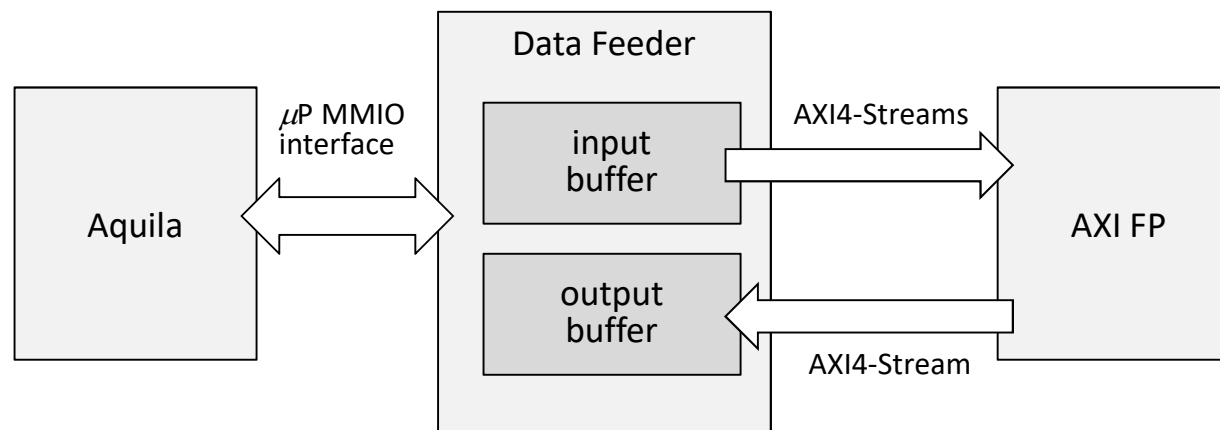 Data Feeder
μP MMIO
interface
AXI4-Streams
input
buffer
Aquila
AXI FP
output
buffer
AXI4-Stream